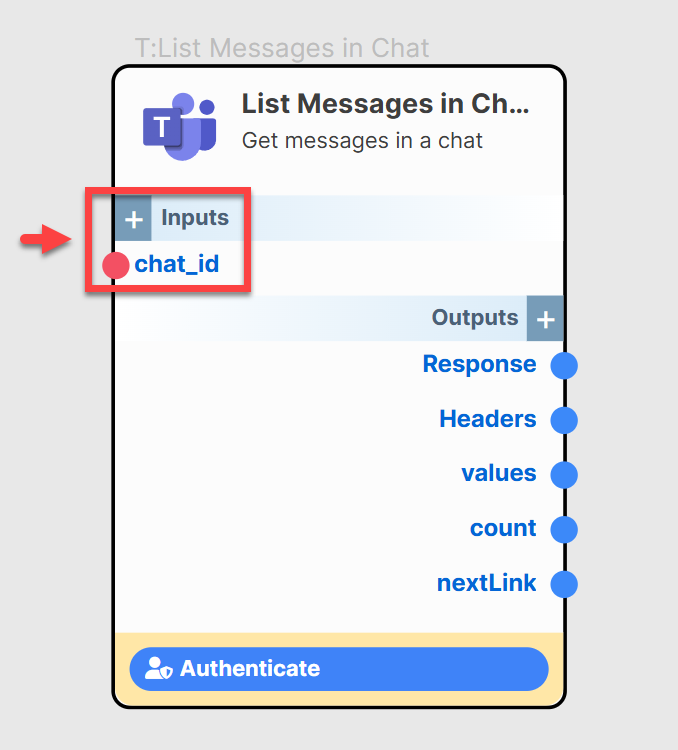 T:List Messages in Chat
List Messages in Ch...
T
Get messages in a chat
+ Inputs
chat_id
Outputs +
Response
Headers
values
count
nextLink
Authenticate